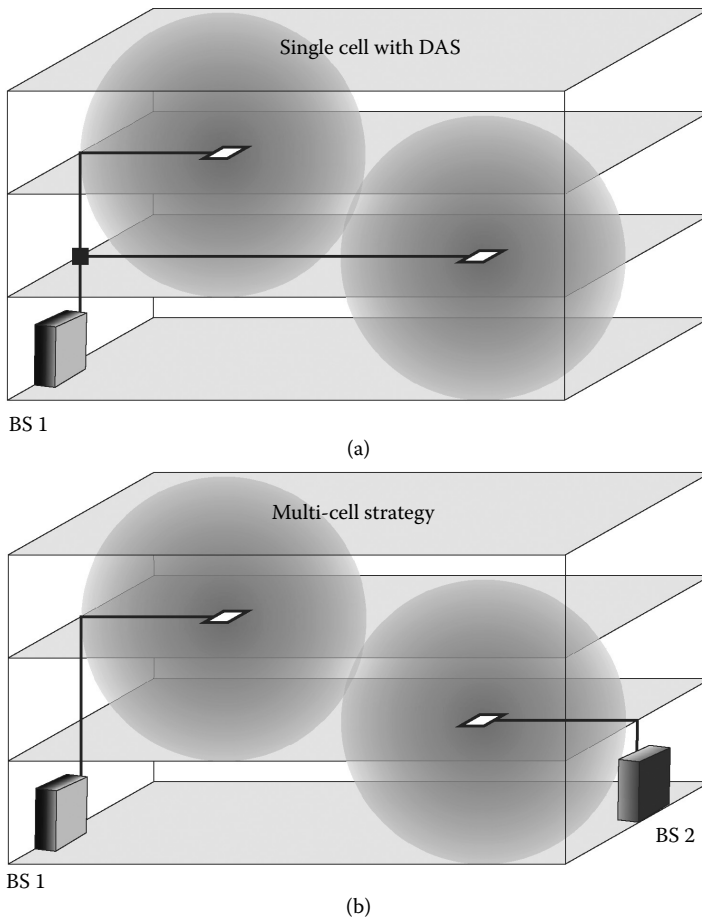 Single cell with DAS
BS 1
(a)
Multi-cell strategy
BS 2
BS 1
(b)